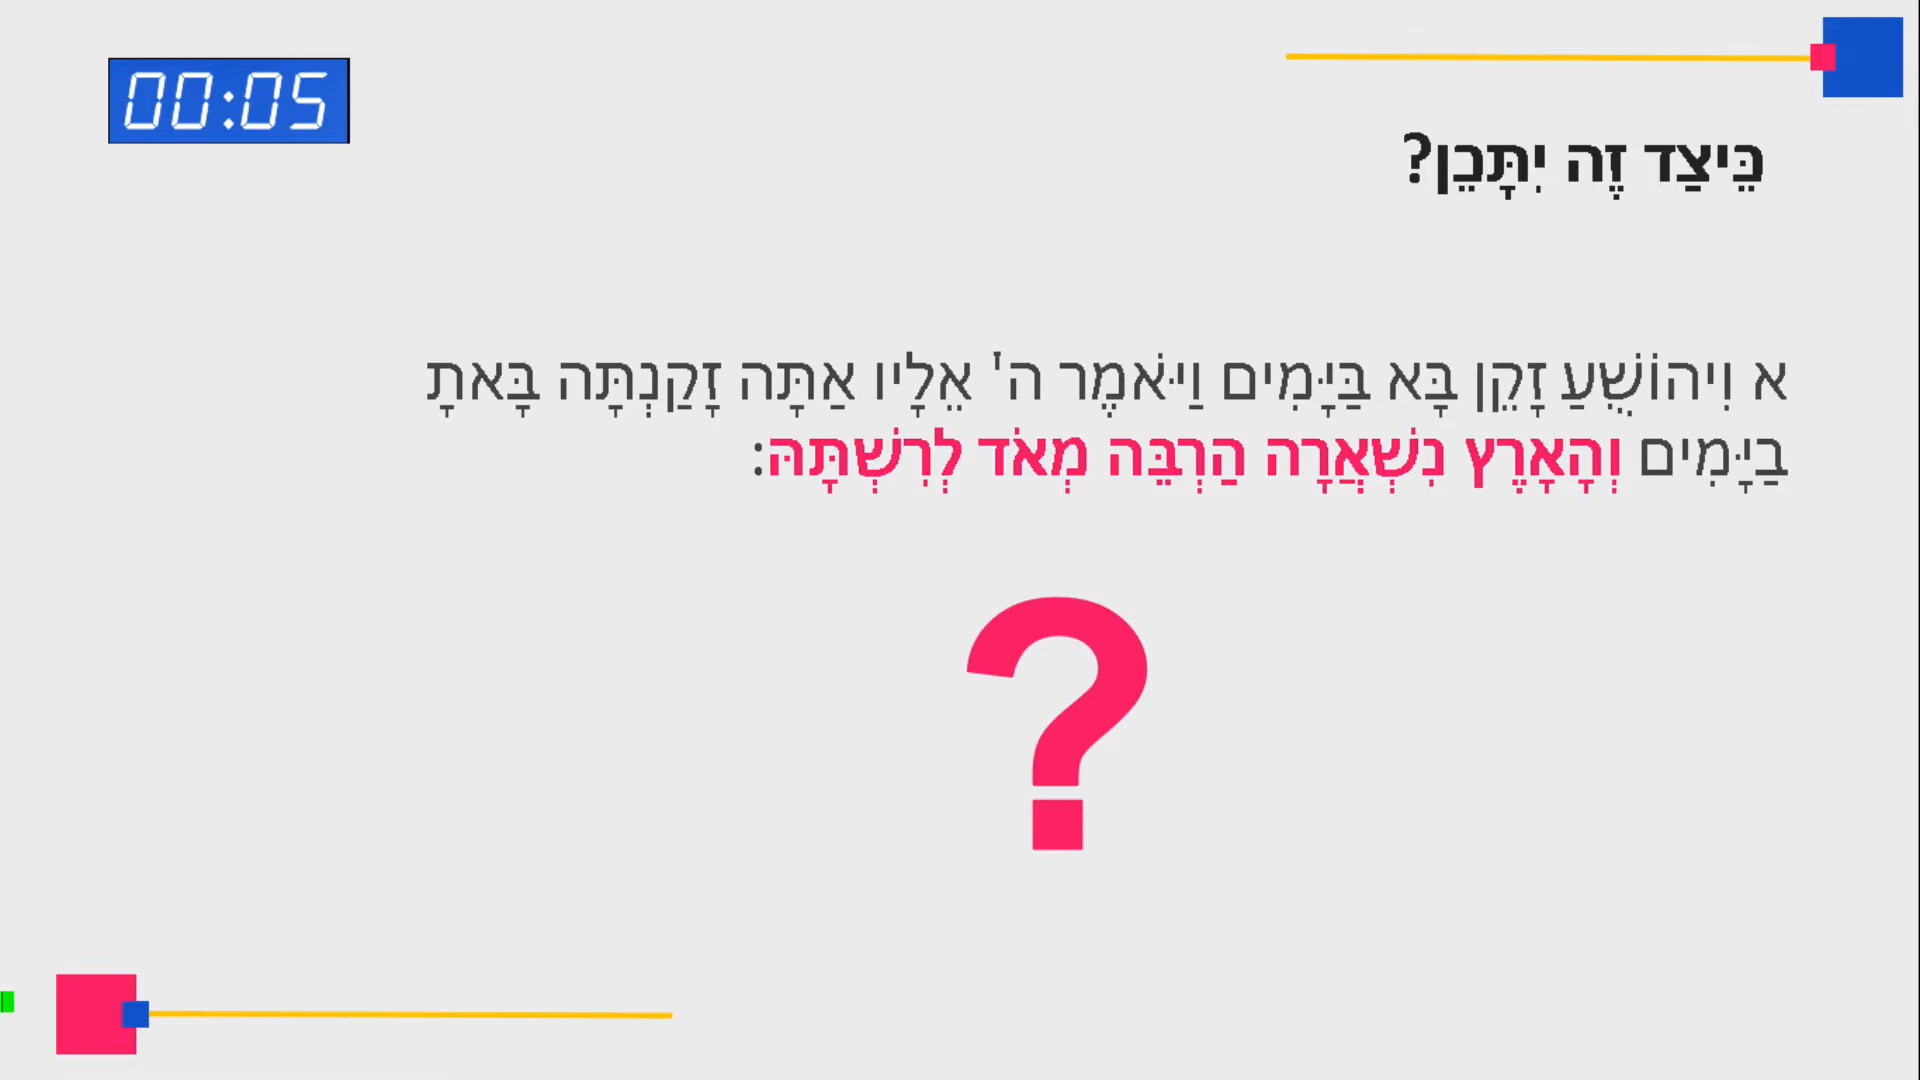 00:05
כֵּיצַד זֶה יִתָּכֵן?
א וִיהוֹשֻׁעַ זָקֵן בָּא בַּיָּמִים וַיֹּאמֶר ה' אֵלָיו אַתָּה זָקַנְתָּה בָּאתָ
בַיָּמִים וְהָאָרֶץ נִשְׁאֲרָה הַרְבֵּה מְאֹד לְרִשְׁתָּהּ:
?